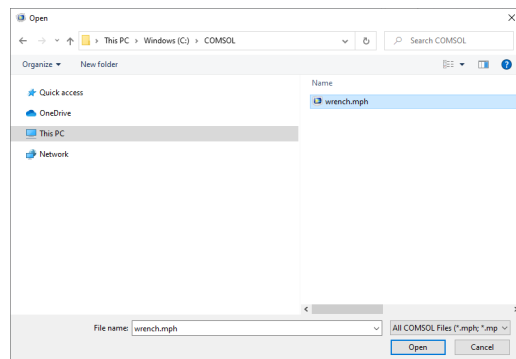 Open
This PC > Windows (C:) > COMSOL
Search COMSOL
Organize
New folder
Name
Quick access
wrench.mph
OneDrive
This PC
Network
File name:
wrench.mph
All COMSOL Files (*.mph; *.mp
Open
Cancel